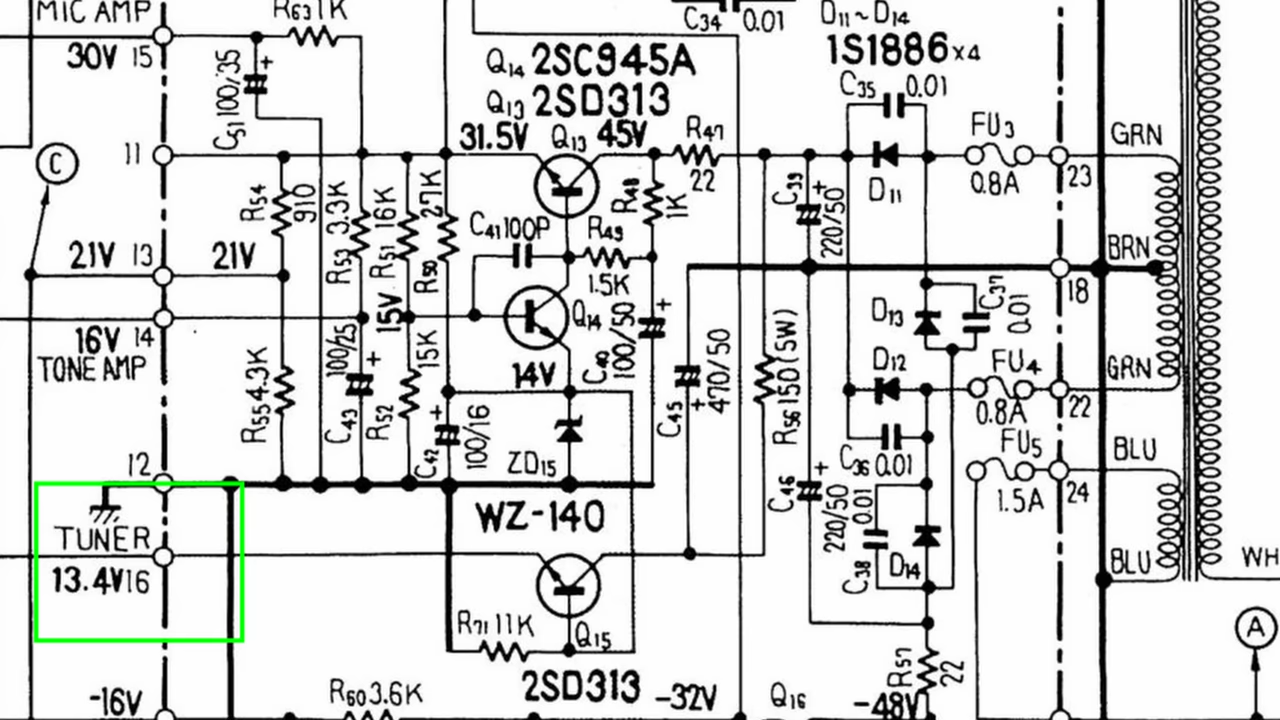 MIC AMP
R63 1K
C34 0.01
D11~D14
30V 15
Q14 2SC945A
1S1886 x4
C51 100/35
Q13 2SD313
C35 0.01
31.5V Q13 45V
R47
22
FU3
0.8A
GRN
11
C
R54 910
R53 3.3K
R51 16K
R50 27K
R48 1K
C39 220/50
D11
23
C41 100P
R49
1.5K
21V 13 21V
BRN
18
16V 14
TONE AMP
15V
Q14
C40 100/50
D13
C37 0.01
14V
C45 470/50
R56 150(5W)
D12
FU4
0.8A
GRN
22
R55 4.3K
C43 100/25
R52 15K
C42 100/16
ZD15
WZ-140
C36 0.01
FU5
1.5A
BLU
24
12
C46 220/50
C38 0.01
D14
BLU
WH
TUNER
13.4V 16
R71 11K
Q15
2SD313
A
R57 22
-16V
R60 3.6K
-32V
Q16
-48V